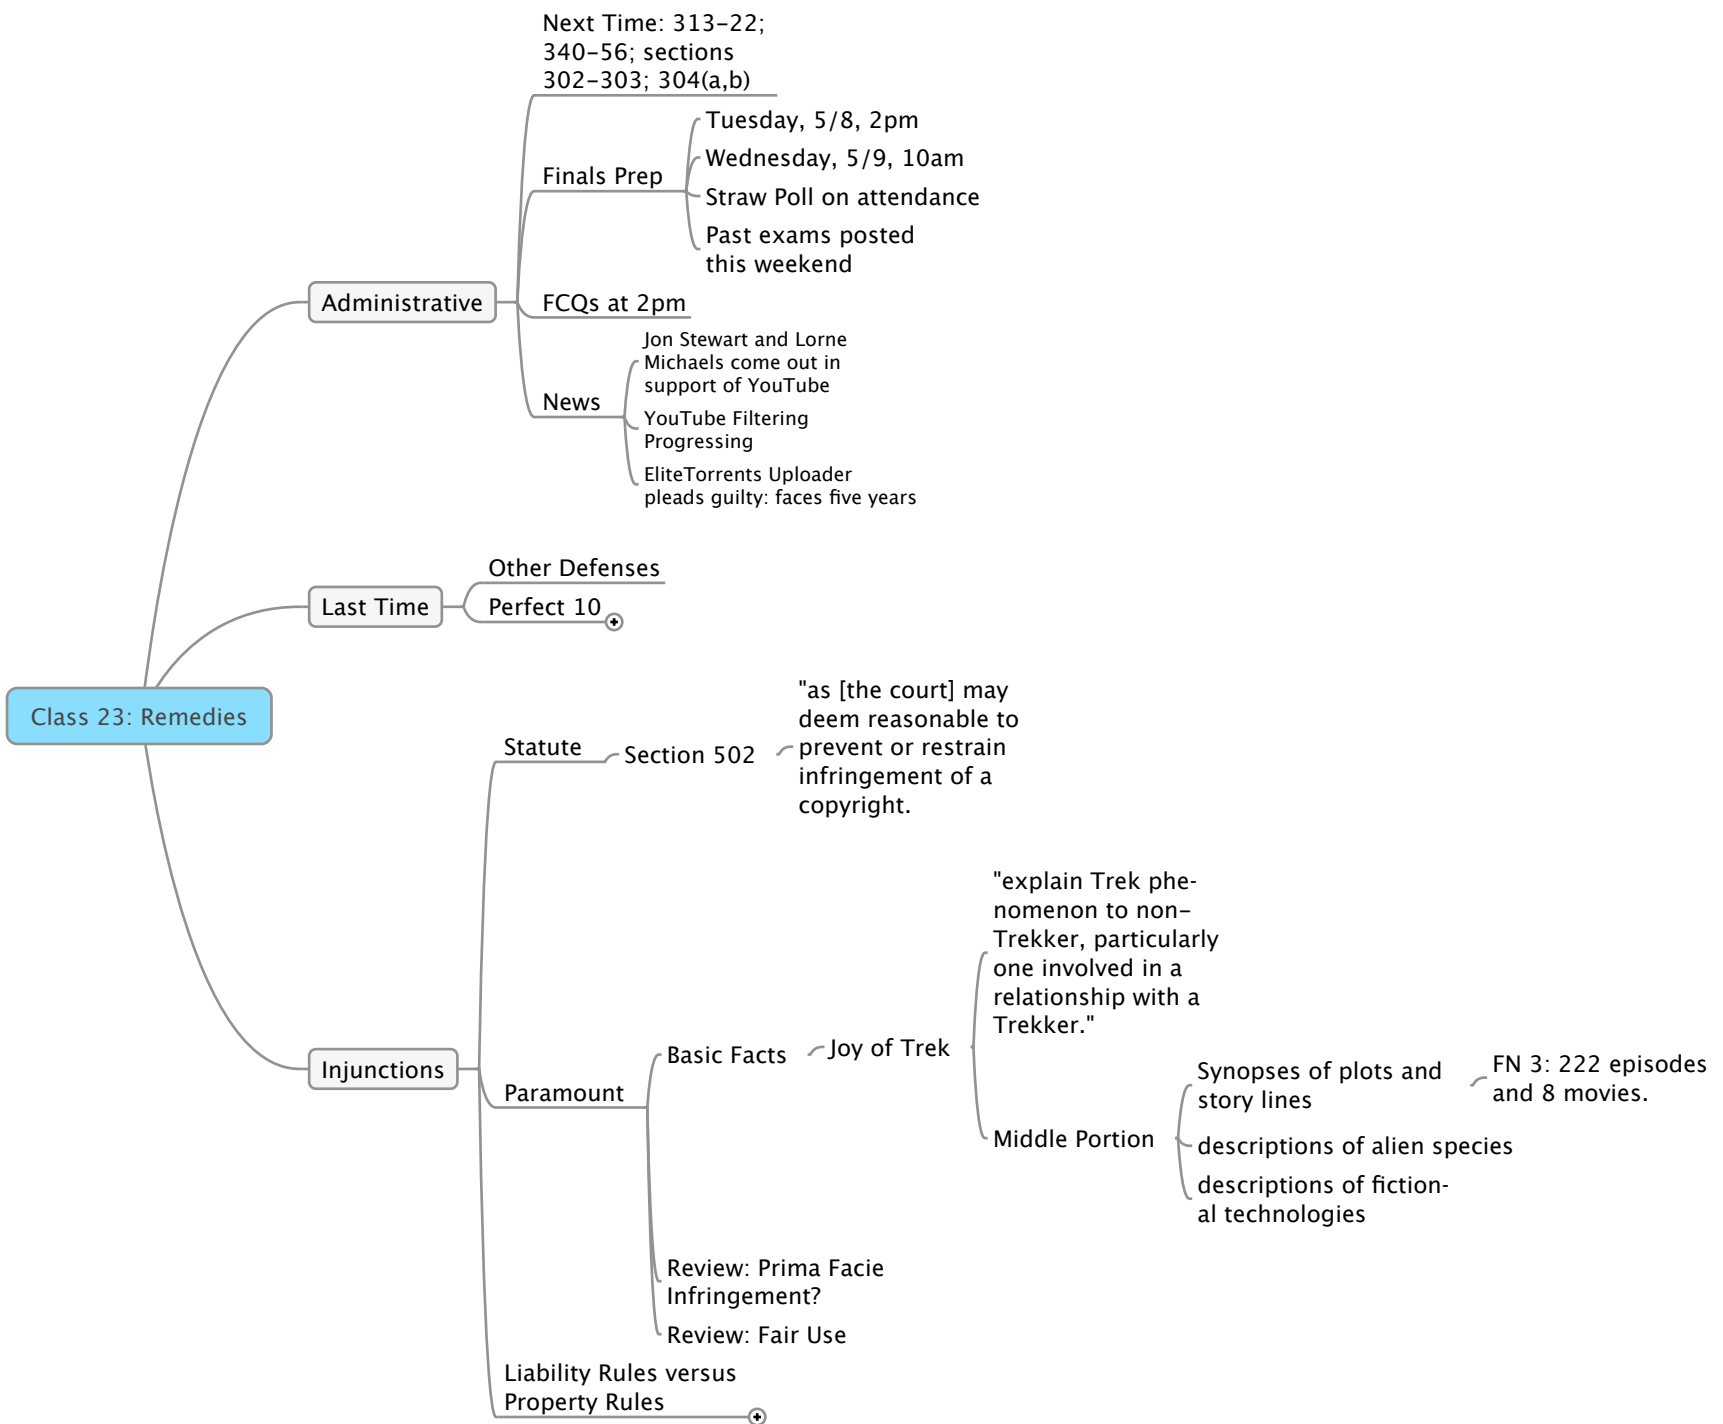 Next Time: 313-22;
340-56; sections
302-303; 304(a,b)
Tuesday, 5/8, 2pm
Wednesday, 5/9, 10am
Finals Prep
Straw Poll on attendance
Past exams posted
this weekend
Administrative
FCQs at 2pm
Jon Stewart and Lorne
Michaels come out in
support of YouTube
News
YouTube Filtering
Progressing
EliteTorrents Uploader
pleads guilty: faces five years
Other Defenses
Last Time
Perfect 10
Class 23: Remedies
"as [the court] may
deem reasonable to
prevent or restrain
infringement of a
copyright.
Statute
Section 502
"explain Trek phe-
nomenon to non-
Trekker, particularly
one involved in a
relationship with a
Trekker."
Injunctions
Basic Facts
Joy of Trek
Paramount
Synopses of plots and
story lines
FN 3: 222 episodes
and 8 movies.
Middle Portion
descriptions of alien species
descriptions of fiction-
al technologies
Review: Prima Facie
Infringement?
Review: Fair Use
Liability Rules versus
Property Rules